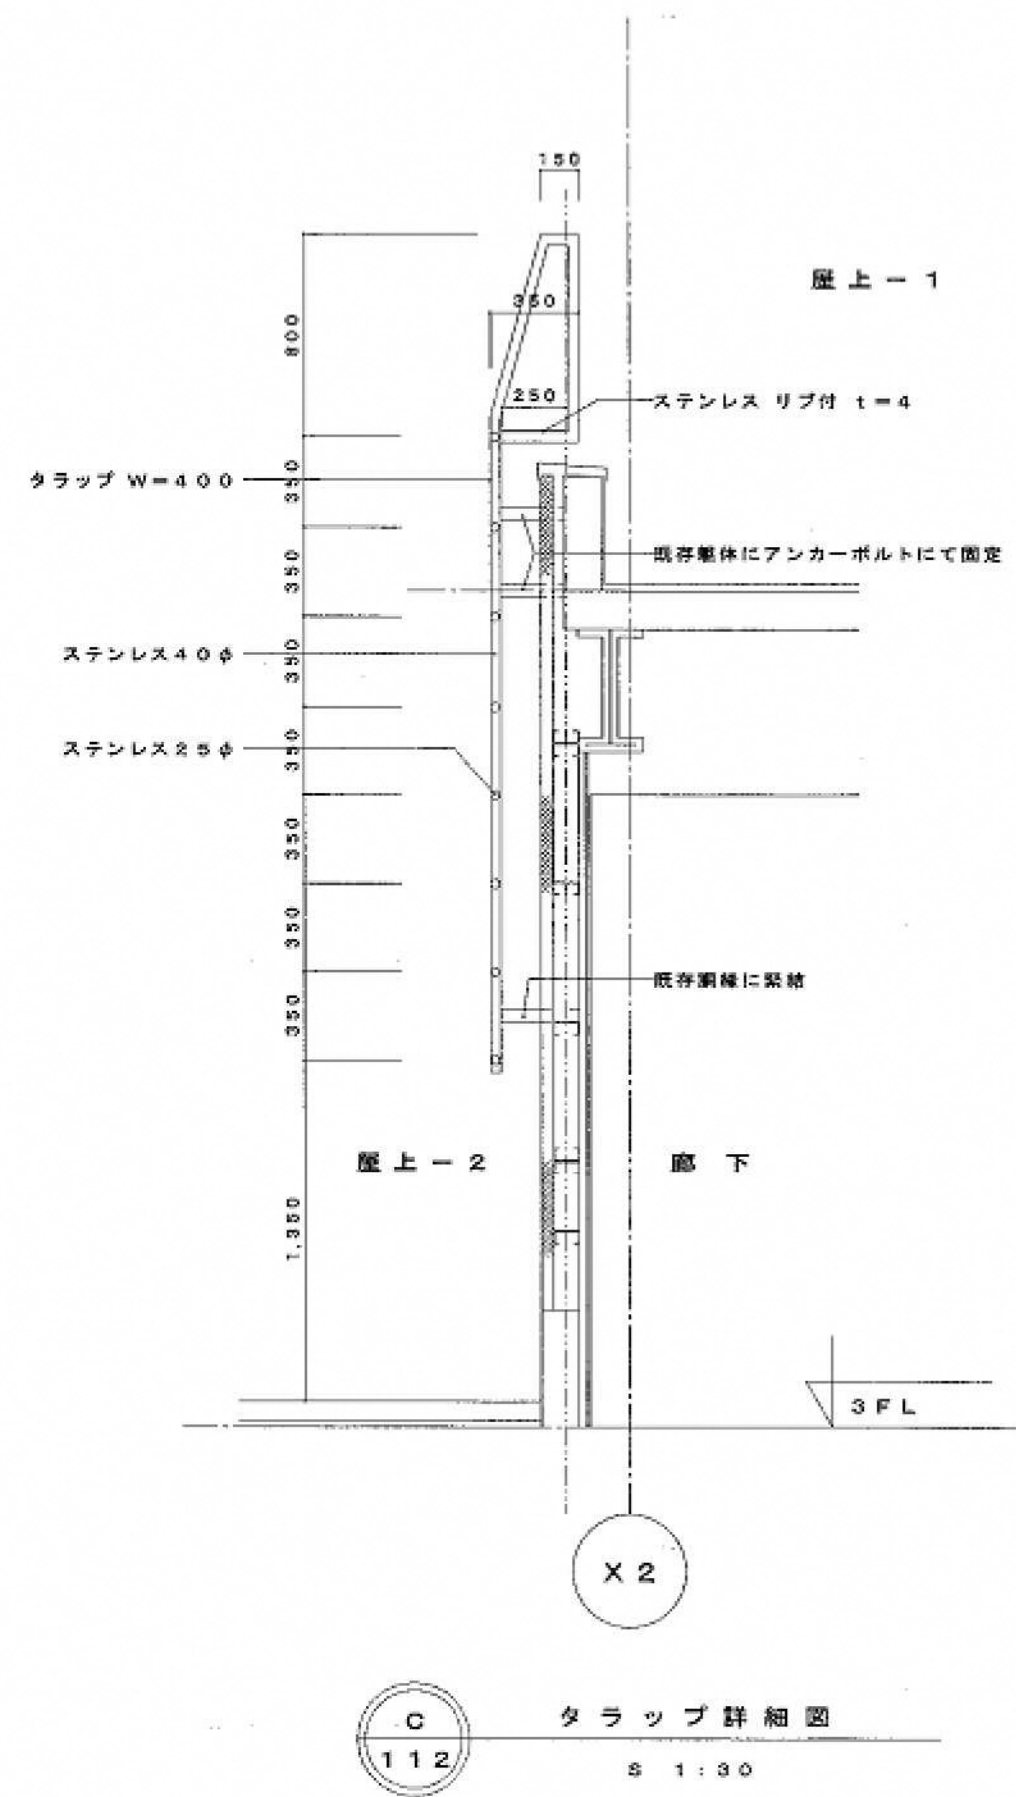 150
屋上－1
350
800
250
ステンレス リブ付 t＝4
タラップ W＝400
350
既存躯体にアンカーボルトにて固定
350
ステンレス40φ
350
ステンレス25φ
350
350
350
既存胴縁に緊結
350
屋上－2
廊 下
1,350
3FL
X2
C
112
タラップ詳細図
S 1:30